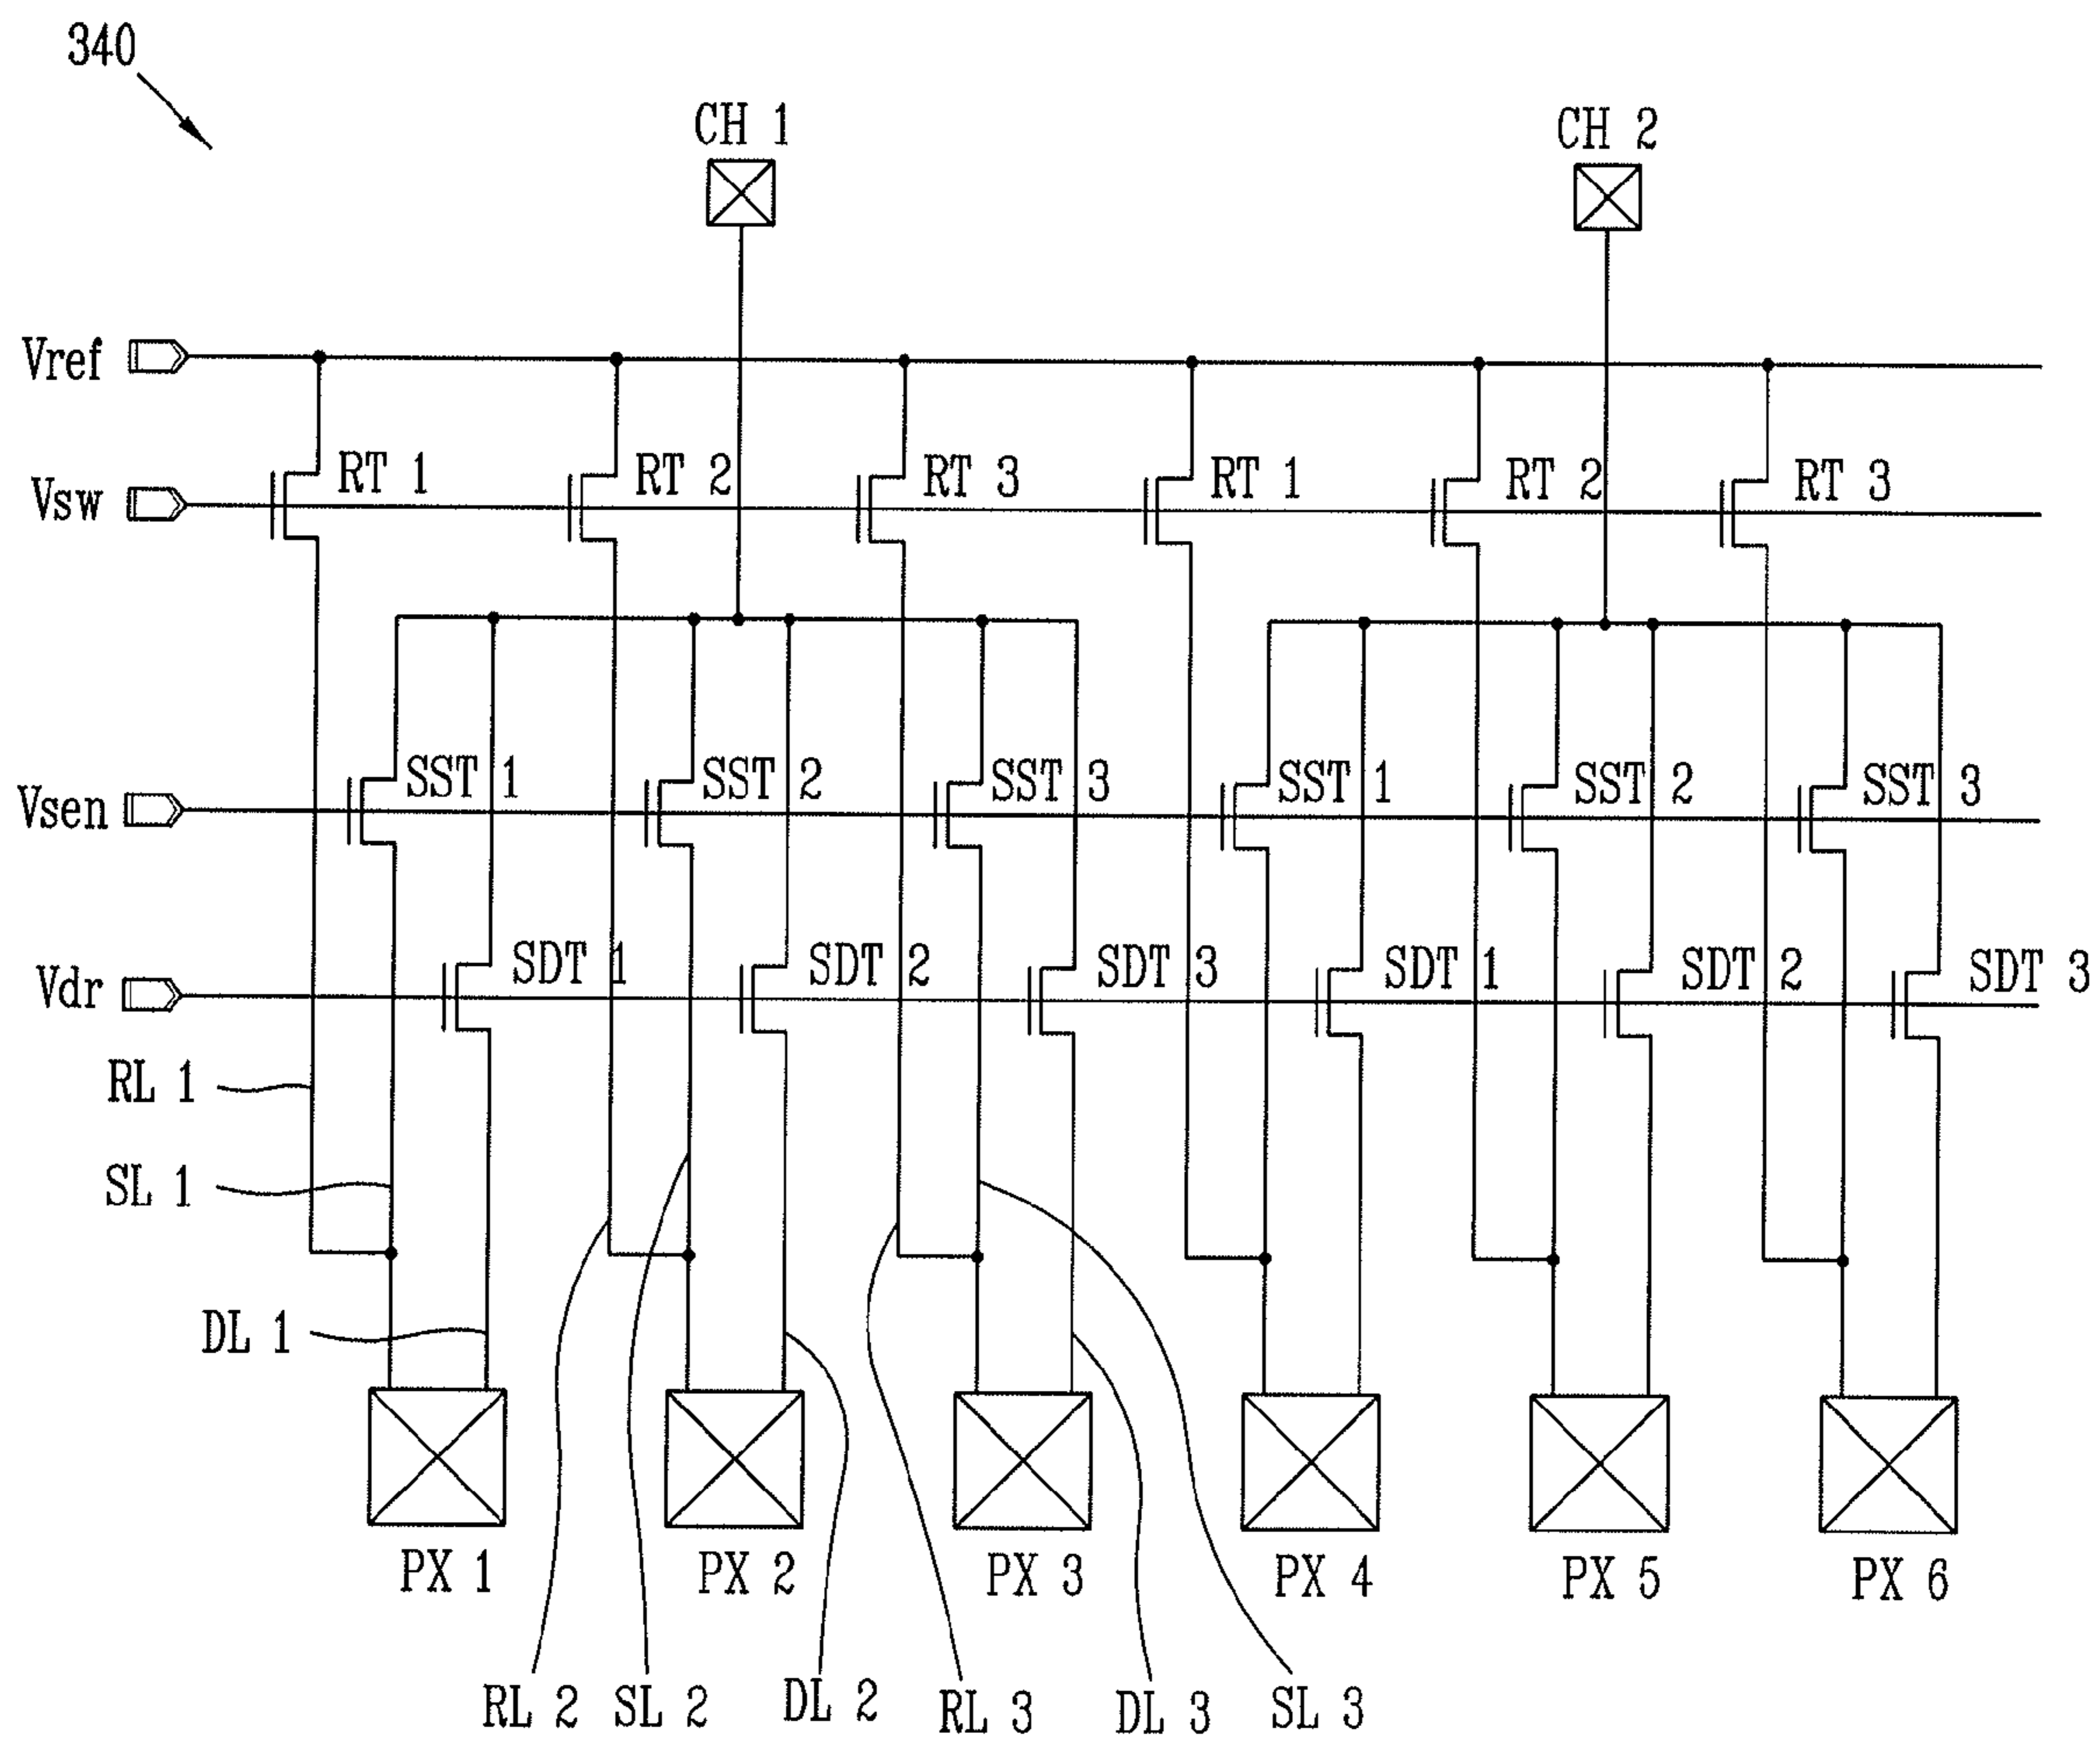 340
CH 1
CH 2
Vref
Vsw
RT 1
RT 2
RT 3
RT 1
RT 2
RT 3
Vsen
SST 1
SST 2
SST 3
SST 1
SST 2
SST 3
Vdr
SDT 1
SDT 2
SDT 3
SDT 1
SDT 2
SDT 3
RL 1
SL 1
DL 1
PX 1
PX 2
PX 3
PX 4
PX 5
PX 6
RL 2
SL 2
DL 2
RL 3
DL 3
SL 3